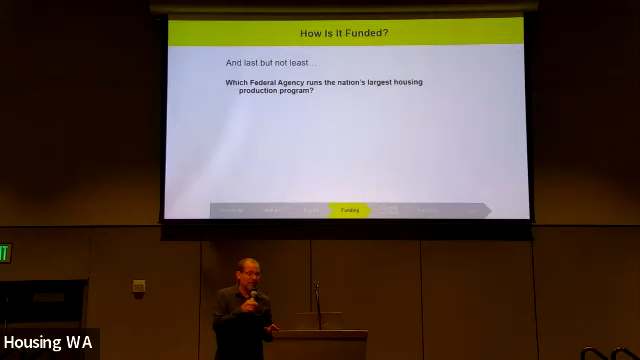 How Is It Funded?
And last but not least…
Which Federal Agency runs the nation's largest housing
production program?
Funding
IT
Housing WA